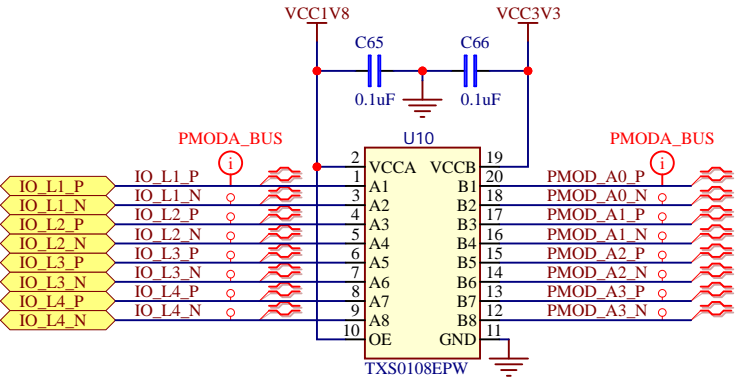 VCC1V8 VCC3V3
C65 C66
0.1uF 0.1uF
PMODA_BUS U10 PMODA_BUS
i i
2 VCCA VCCB 19
IO_L1_P IO_L1_P 1 A1 B1 20 PMOD_A0_P
IO_L1_N IO_L1_N 3 A2 B2 18 PMOD_A0_N
IO_L2_P IO_L2_P 4 A3 B3 17 PMOD_A1_P
IO_L2_N IO_L2_N 5 A4 B4 16 PMOD_A1_N
IO_L3_P IO_L3_P 6 A5 B5 15 PMOD_A2_P
IO_L3_N IO_L3_N 7 A6 B6 14 PMOD_A2_N
IO_L4_P IO_L4_P 8 A7 B7 13 PMOD_A3_P
IO_L4_N IO_L4_N 9 A8 B8 12 PMOD_A3_N
10 OE GND 11
TXS0108EPW